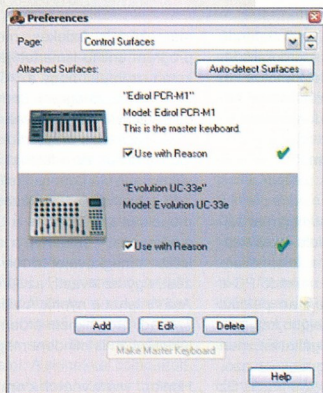 Preferences
Page: Control Surfaces
Attached Surfaces: Auto-detect Surfaces
"Edirol PCR-M1"
Model: Edirol PCR-M1
This is the master keyboard.
Use with Reason
"Evolution UC-33e"
Model: Evolution UC-33e
Use with Reason
Add Edit Delete
Make Master Keyboard
Help